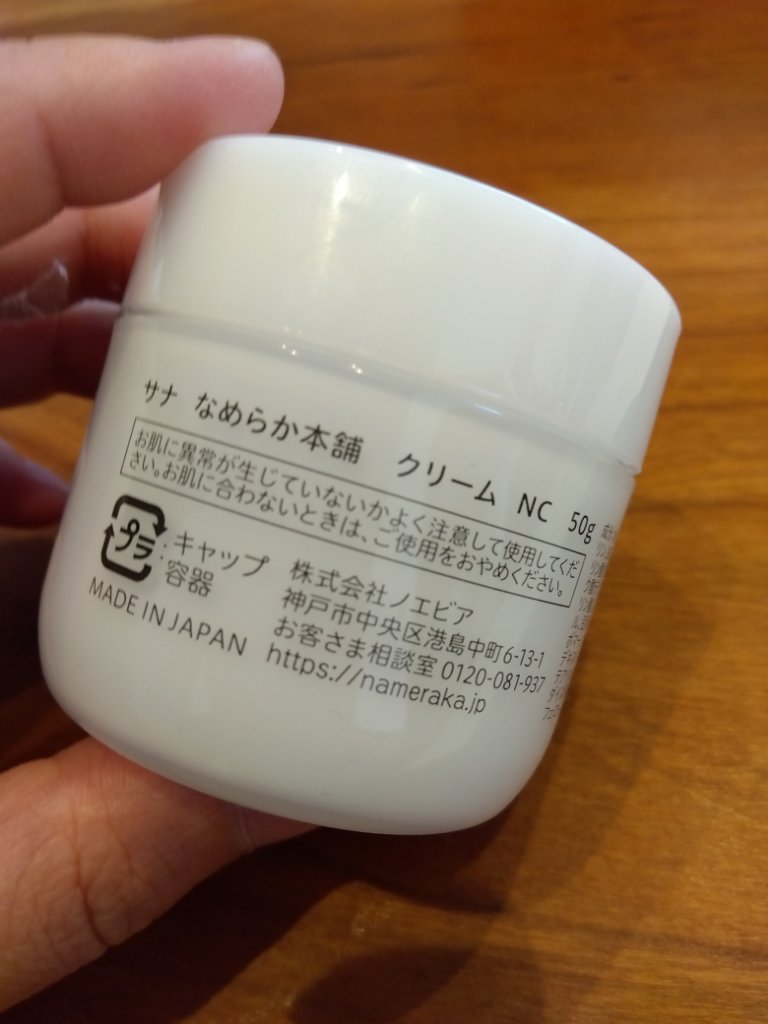 サナ なめらか本舗 クリーム NC 50g
お肌に異常が生じていないかよく注意して使用してくだ
さい。お肌に合わないときは、ご使用をおやめください。
プラ : キャップ
容器
MADE IN JAPAN
株式会社ノエビア
神戸市中央区港島中町6-13-1
お客さま相談室 0120-081-937
https://nameraka.jp